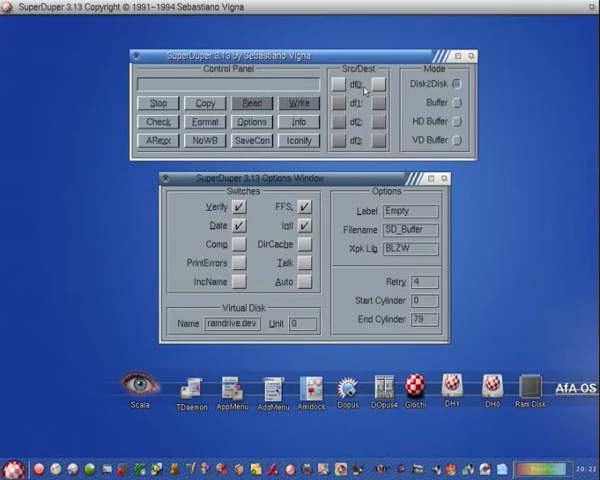 SuperDuper 3.13 Copyright © 1991-1994 Sebastiano Vigna
SuperDuper 3.13 by Sebastiano Vigna
Control Panel
Stop Copy Read Write
Check Format Options Info
ARexx NoWB SaveCon Iconify
Src/Dest
df0:
df1:
df2:
df3:
Mode
Disk2Disk
Buffer
HD Buffer
VD Buffer
SuperDuper 3.13 Options Window
Switches
Verify FFS,
Date Intl
Comp DirCache
PrintErrors Talk
IncName Auto
Virtual Disk
Name ramdrive.dev Unit 0
Options
Label Empty
Filename SD_Buffer
Xpk Lib BLZW
Retry 4
Start Cylinder 0
End Cylinder 79
Scala TDaemon AppMenu AddMenu Amidock Dopus DOpus4 Giochi DH1 DH0 Ram Disk
AfA-OS
20:22